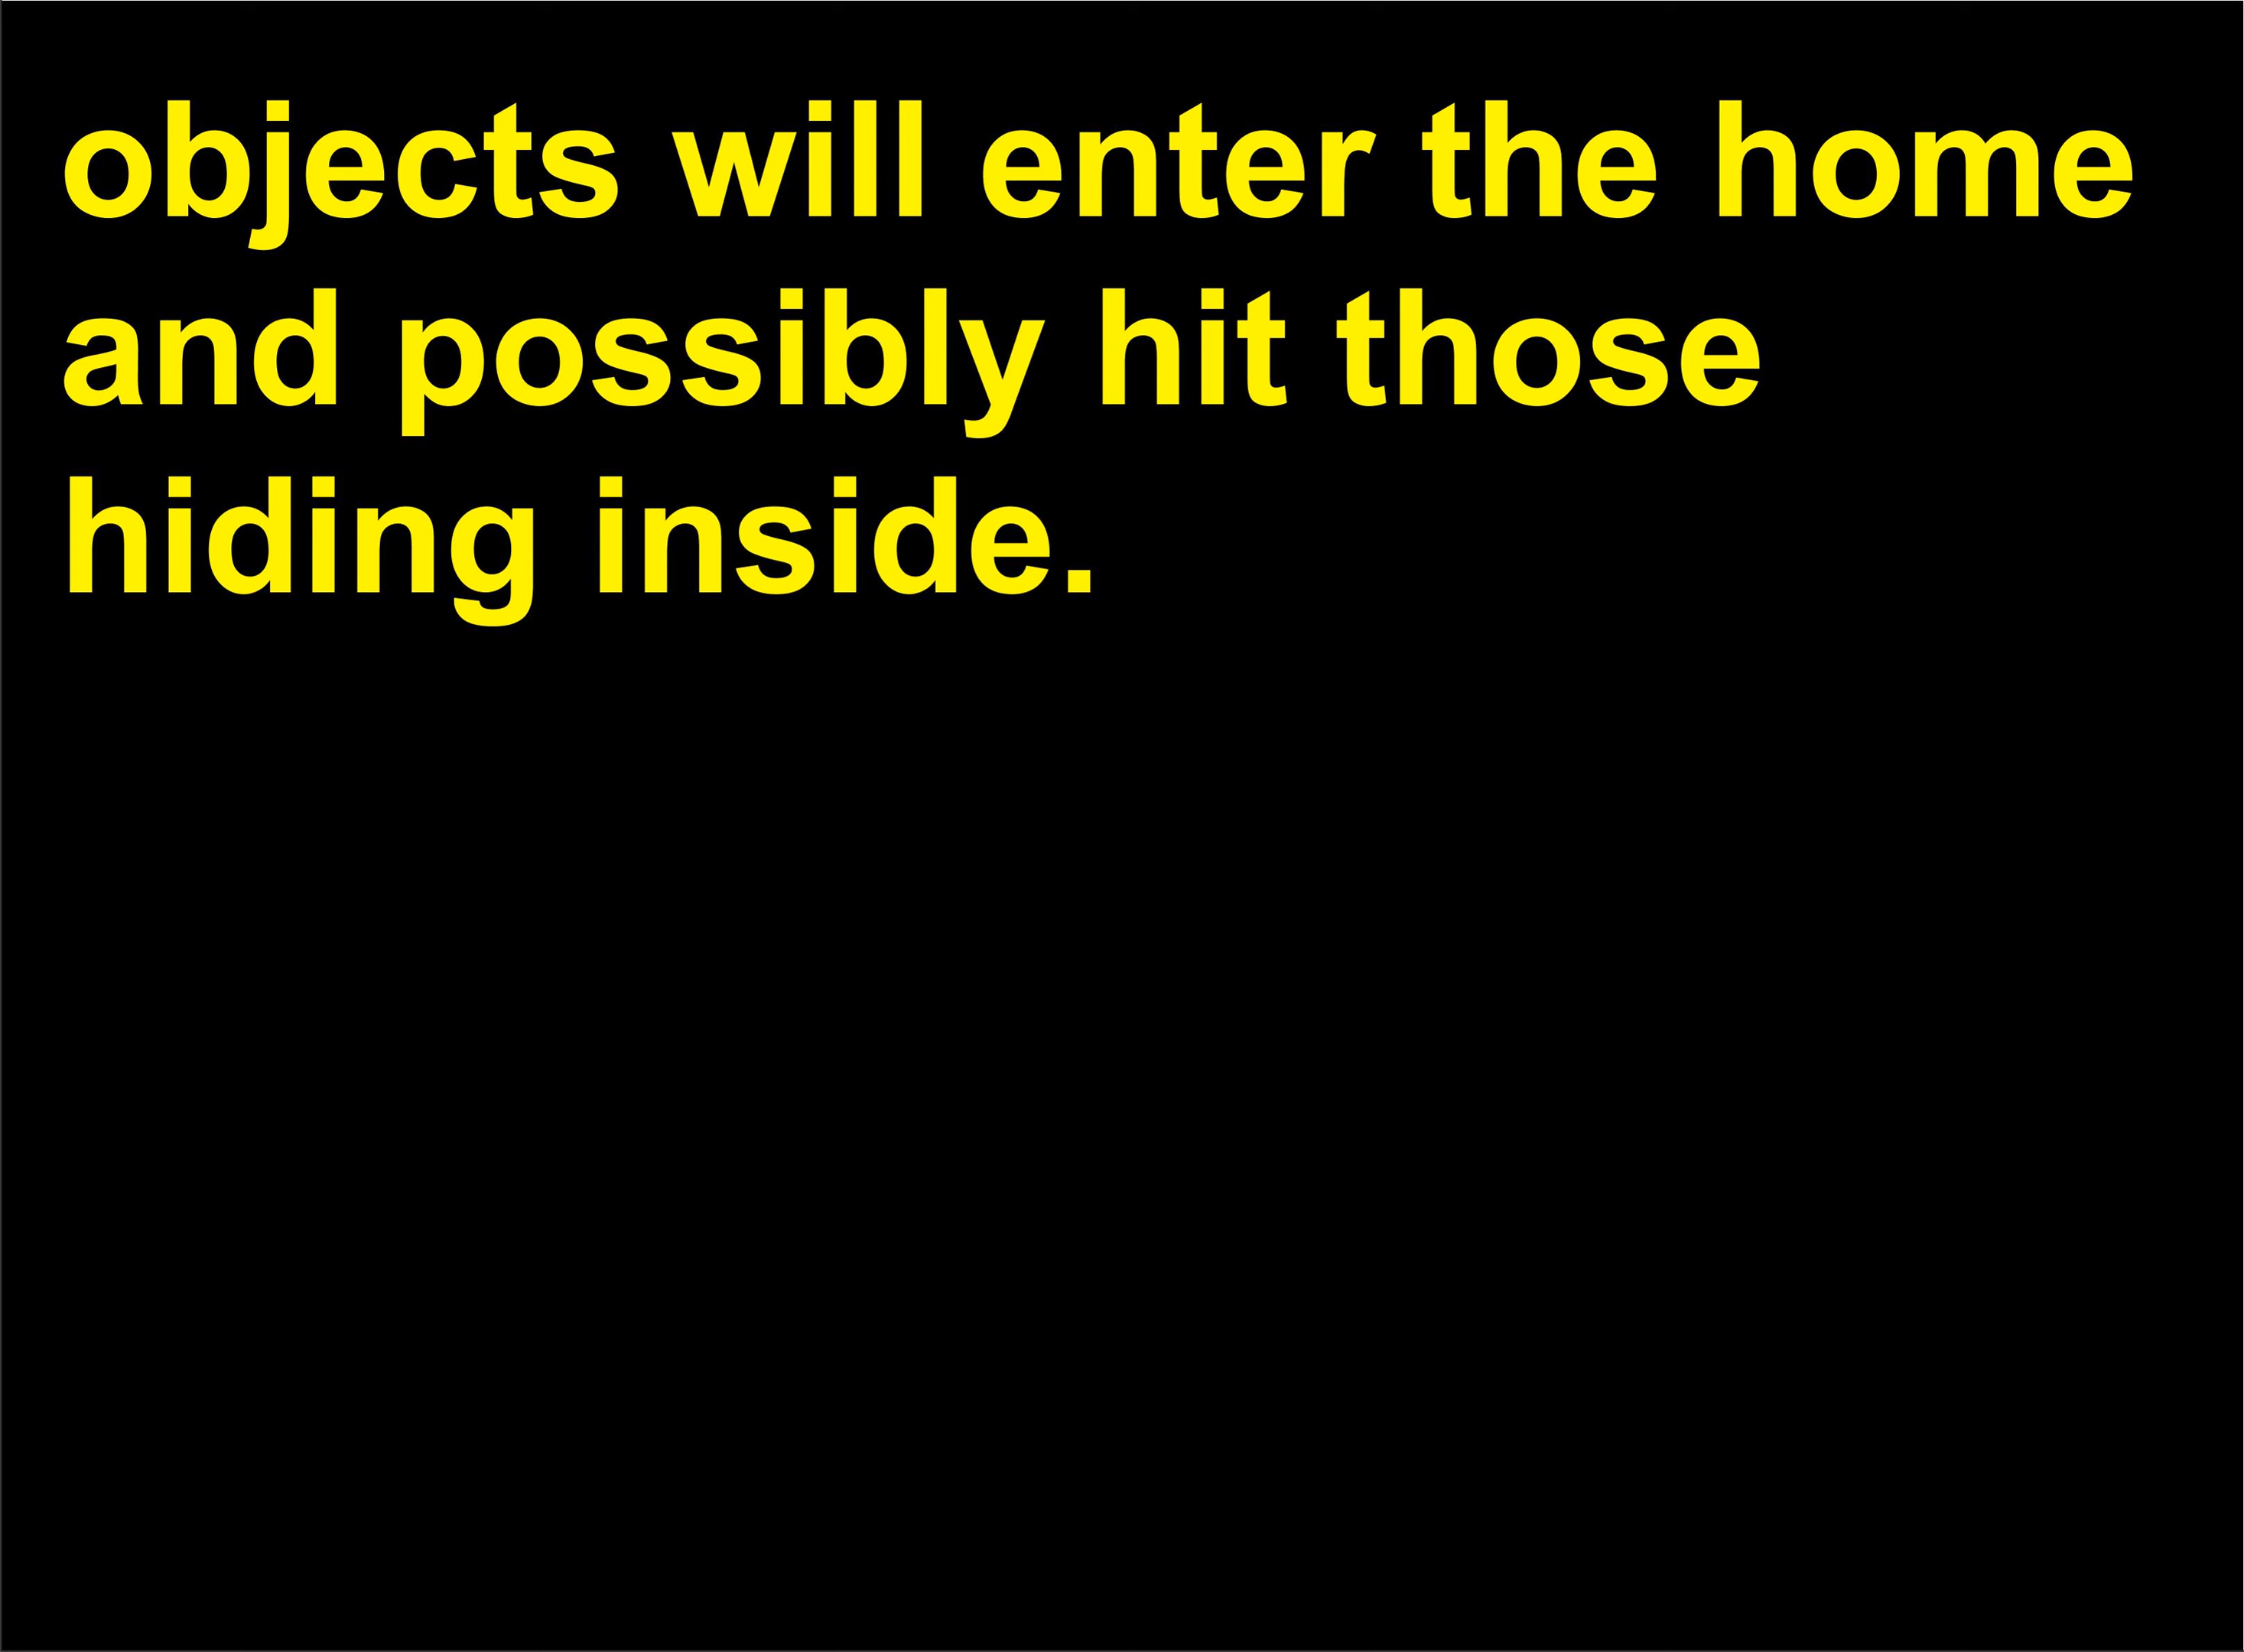 objects will enter the home
and possibly hit those
hiding inside.